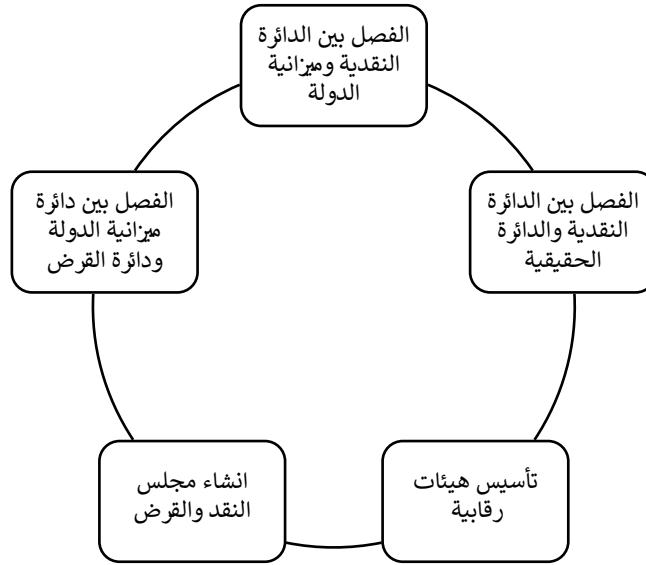 الفصل بين الدائرة
النقدية وميزانية
الدولة
الفصل بين الدائرة
النقدية والدائرة
الحقيقية
تأسيس هيئات
رقابية
انشاء مجلس
النقد والقرض
الفصل بين دائرة
ميزانية الدولة
ودائرة القرض